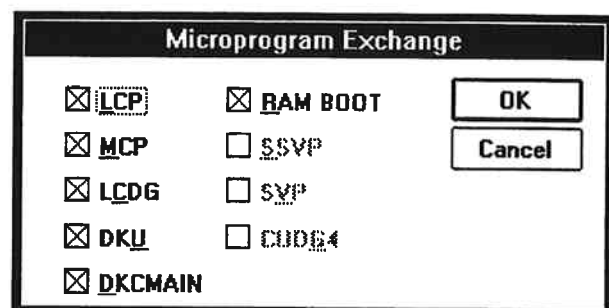 Microprogram Exchange
LCP
RAM BOOT
OK
MCP
SSVP
Cancel
LCDG
SVP
DKU
CUDG4
DKCMAIN